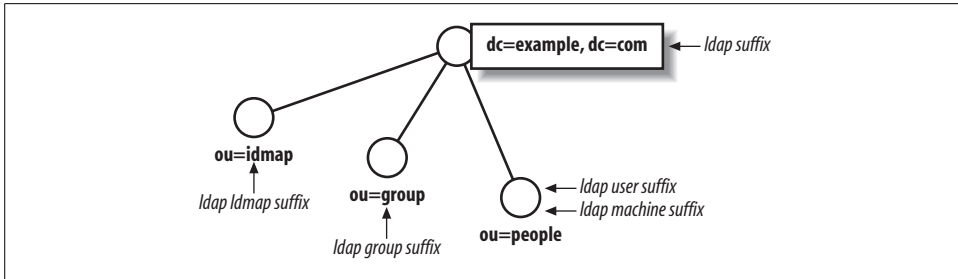 dc=example, dc=com
ldap suffix
ou=idmap
ldap ldmap suffix
ou=group
ldap group suffix
ldap user suffix
ldap machine suffix
ou=people